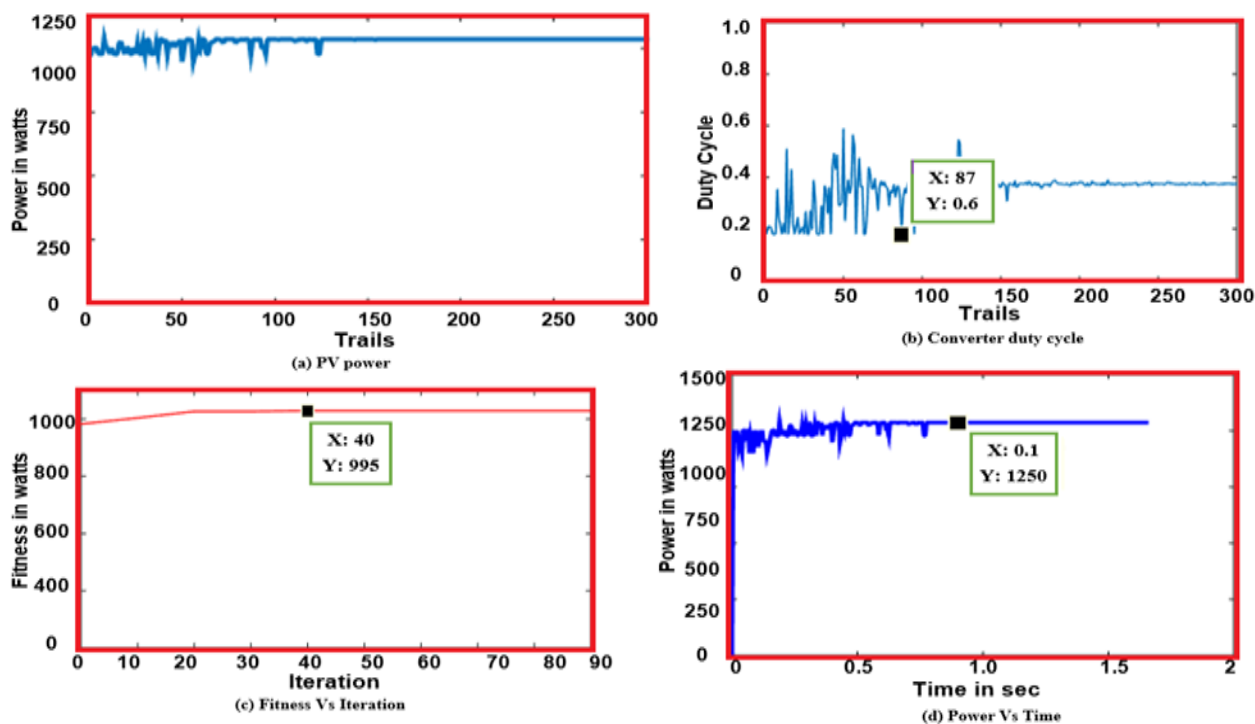 1250
1000
750
500
250
0
Power in watts
0 50 100 150 200 250 300
Trails
(a) PV power
1.0
0.8
0.6
0.4
0.2
0
Duty Cycle
X: 87
Y: 0.6
0 50 100 150 200 250 300
Trails
(b) Converter duty cycle
1000
800
600
400
200
0
Fitness in watts
X: 40
Y: 995
0 10 20 30 40 50 60 70 80 90
Iteration
(c) Fitness Vs Iteration
1500
1250
1000
750
500
250
0
Power in watts
X: 0.1
Y: 1250
0 0.5 1.0 1.5 2
Time in sec
(d) Power Vs Time